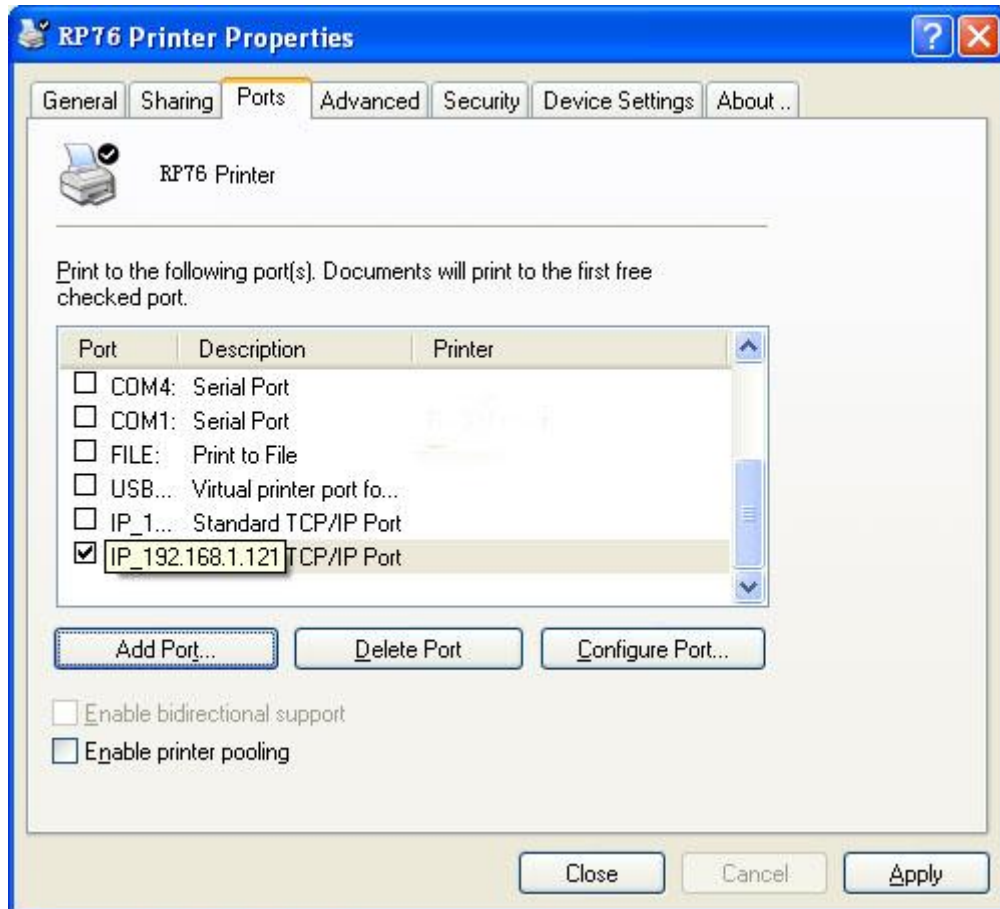 RP76 Printer Properties
General Sharing Ports Advanced Security Device Settings About ..
RP76 Printer
Print to the following port(s). Documents will print to the first free
checked port.
Port Description Printer
COM4: Serial Port
COM1: Serial Port
FILE: Print to File
USB... Virtual printer port fo...
IP_1... Standard TCP/IP Port
IP_192.168.1.121 TCP/IP Port
Add Port... Delete Port Configure Port...
Enable bidirectional support
Enable printer pooling
Close Cancel Apply